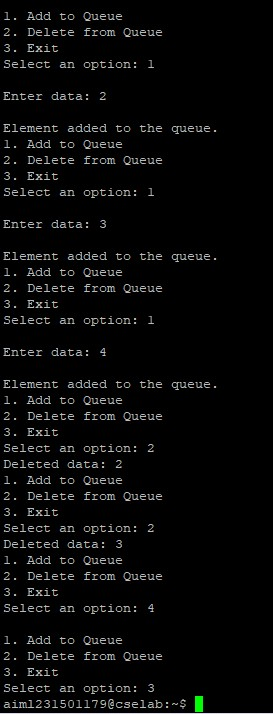 1. Add to Queue
2. Delete from Queue
3. Exit
Select an option: 1
Enter data: 2
Element added to the queue.
1. Add to Queue
2. Delete from Queue
3. Exit
Select an option: 1
Enter data: 3
Element added to the queue.
1. Add to Queue
2. Delete from Queue
3. Exit
Select an option: 1
Enter data: 4
Element added to the queue.
1. Add to Queue
2. Delete from Queue
3. Exit
Select an option: 2
Deleted data: 2
1. Add to Queue
2. Delete from Queue
3. Exit
Select an option: 2
Deleted data: 3
1. Add to Queue
2. Delete from Queue
3. Exit
Select an option: 4
1. Add to Queue
2. Delete from Queue
3. Exit
Select an option: 3
aiml231501179@cselab:~$